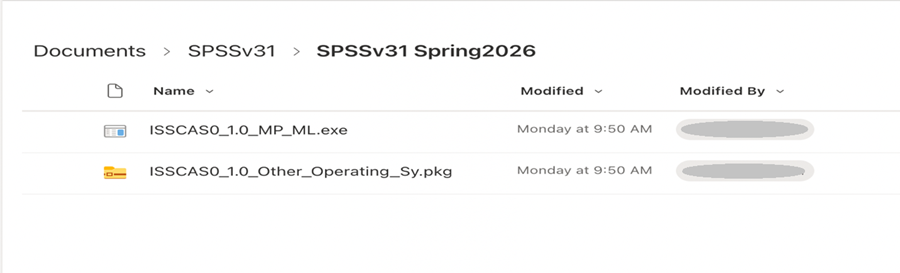 Documents > SPSSv31 > SPSSv31 Spring2026
Name Modified Modified By
ISSCAS0_1.0_MP_ML.exe Monday at 9:50 AM
ISSCAS0_1.0_Other_Operating_Sy.pkg Monday at 9:50 AM